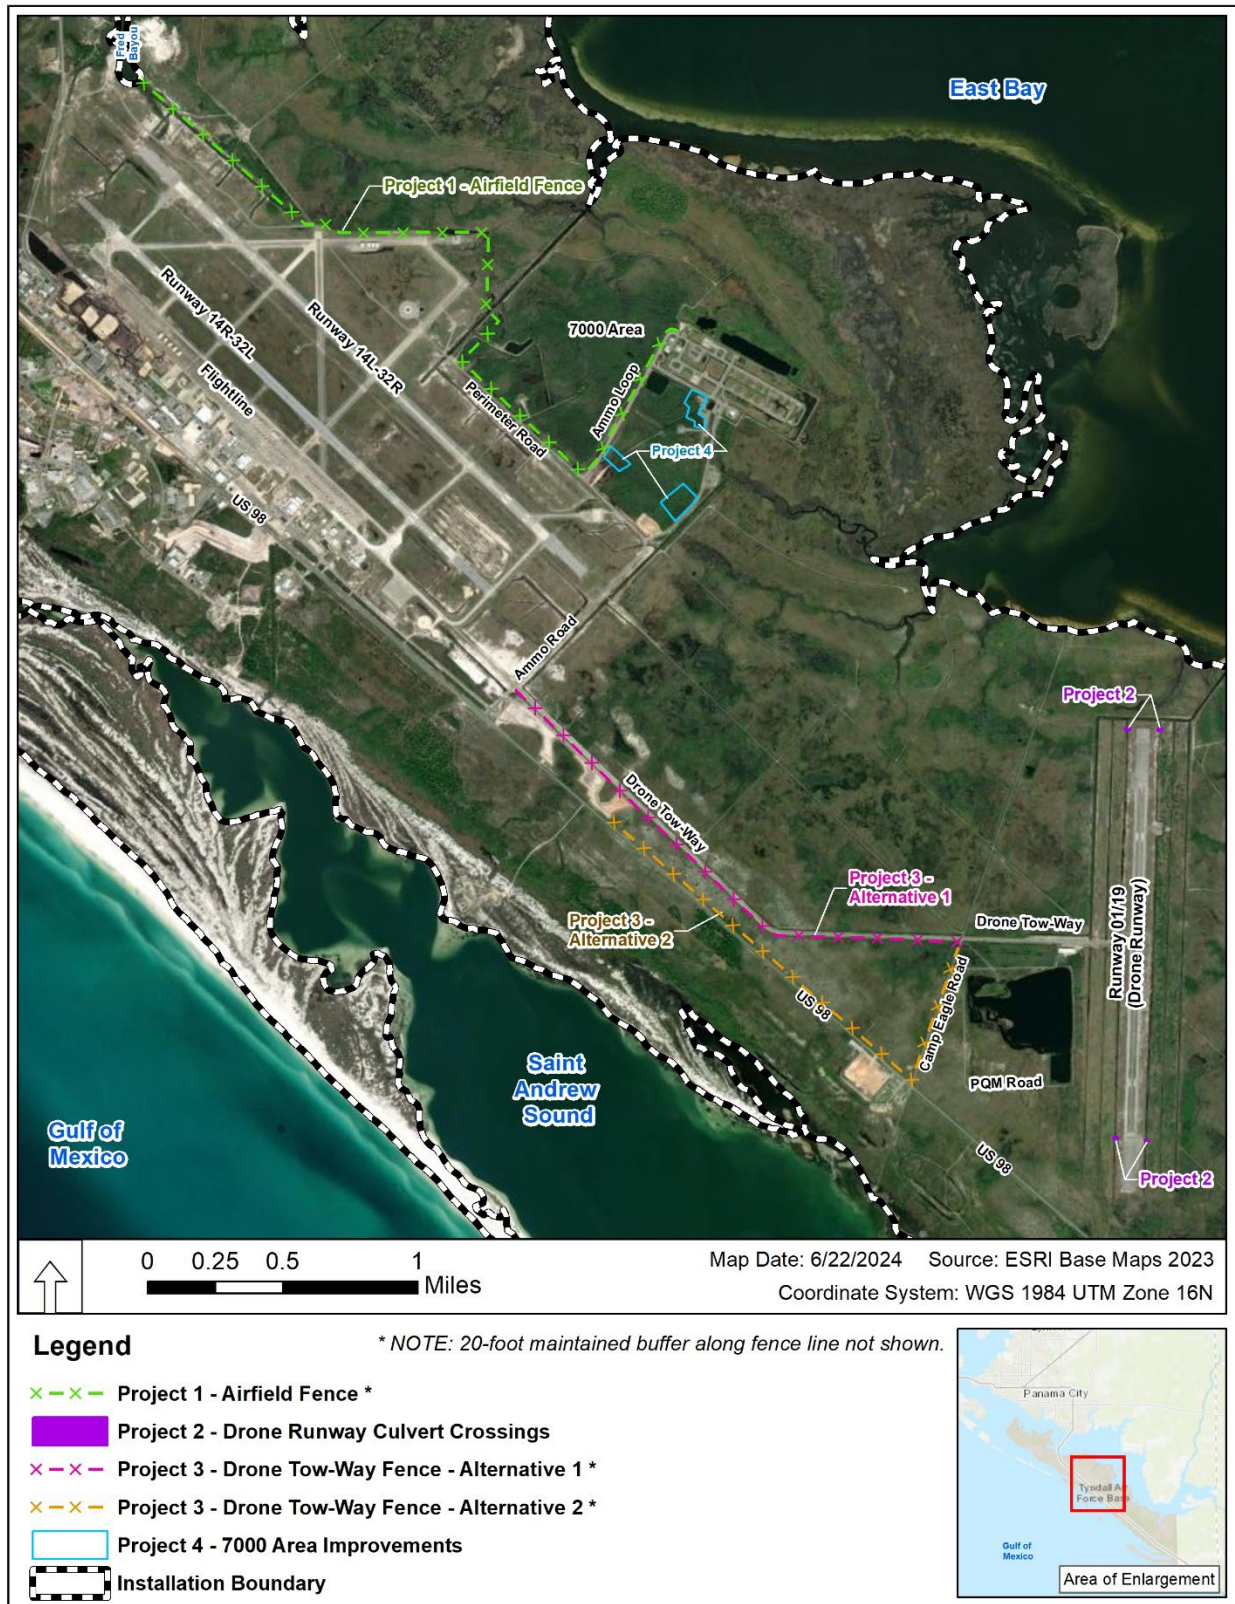 Fred
Bayou
East Bay
Project 1 - Airfield Fence
Runway 14R-32L
Runway 14L-32R
Flightline
7000 Area
Ammo Loop
Perimeter Road
Project 4
US 98
Ammo Road
Project 2
Drone Tow-Way
Project 3 -
Alternative 1
Project 3 -
Alternative 2
Drone Tow-Way
Runway 01/19
(Drone Runway)
US 98
Camp Eagle Road
PQM Road
Saint
Andrew
Sound
Gulf of
Mexico
US 98
Project 2
0 0.25 0.5 1
Miles
Map Date: 6/22/2024 Source: ESRI Base Maps 2023
Coordinate System: WGS 1984 UTM Zone 16N
Legend
* NOTE: 20-foot maintained buffer along fence line not shown.
Project 1 - Airfield Fence *
Project 2 - Drone Runway Culvert Crossings
Project 3 - Drone Tow-Way Fence - Alternative 1 *
Project 3 - Drone Tow-Way Fence - Alternative 2 *
Project 4 - 7000 Area Improvements
Installation Boundary
Panama City
Tyndall Air
Force Base
Gulf of
Mexico
Area of Enlargement